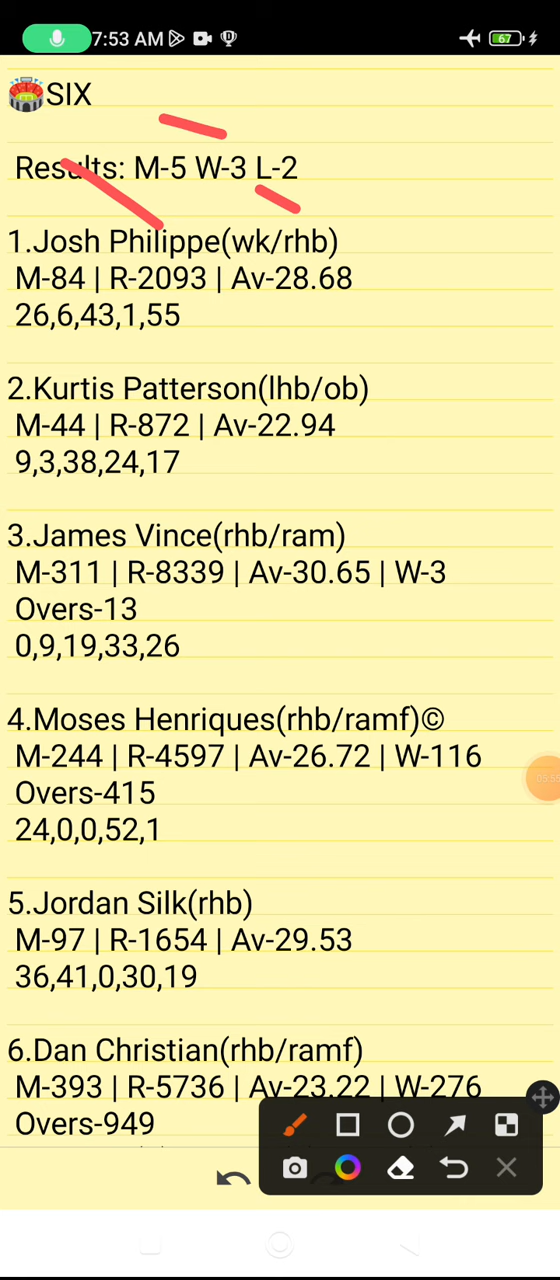 7:53 AM
67
SIX
Results: M-5 W-3 L-2
1.Josh Philippe(wk/rhb)
M-84 | R-2093 | Av-28.68
26,6,43,1,55
2.Kurtis Patterson(lhb/ob)
M-44 | R-872 | Av-22.94
9,3,38,24,17
3.James Vince(rhb/ram)
M-311 | R-8339 | Av-30.65 | W-3
Overs-13
0,9,19,33,26
4.Moses Henriques(rhb/ramf)©
M-244 | R-4597 | Av-26.72 | W-116
Overs-415
24,0,0,52,1
05:55
5.Jordan Silk(rhb)
M-97 | R-1654 | Av-29.53
36,41,0,30,19
6.Dan Christian(rhb/ramf)
M-393 | R-5736 | Av-23.22 | W-276
Overs-949